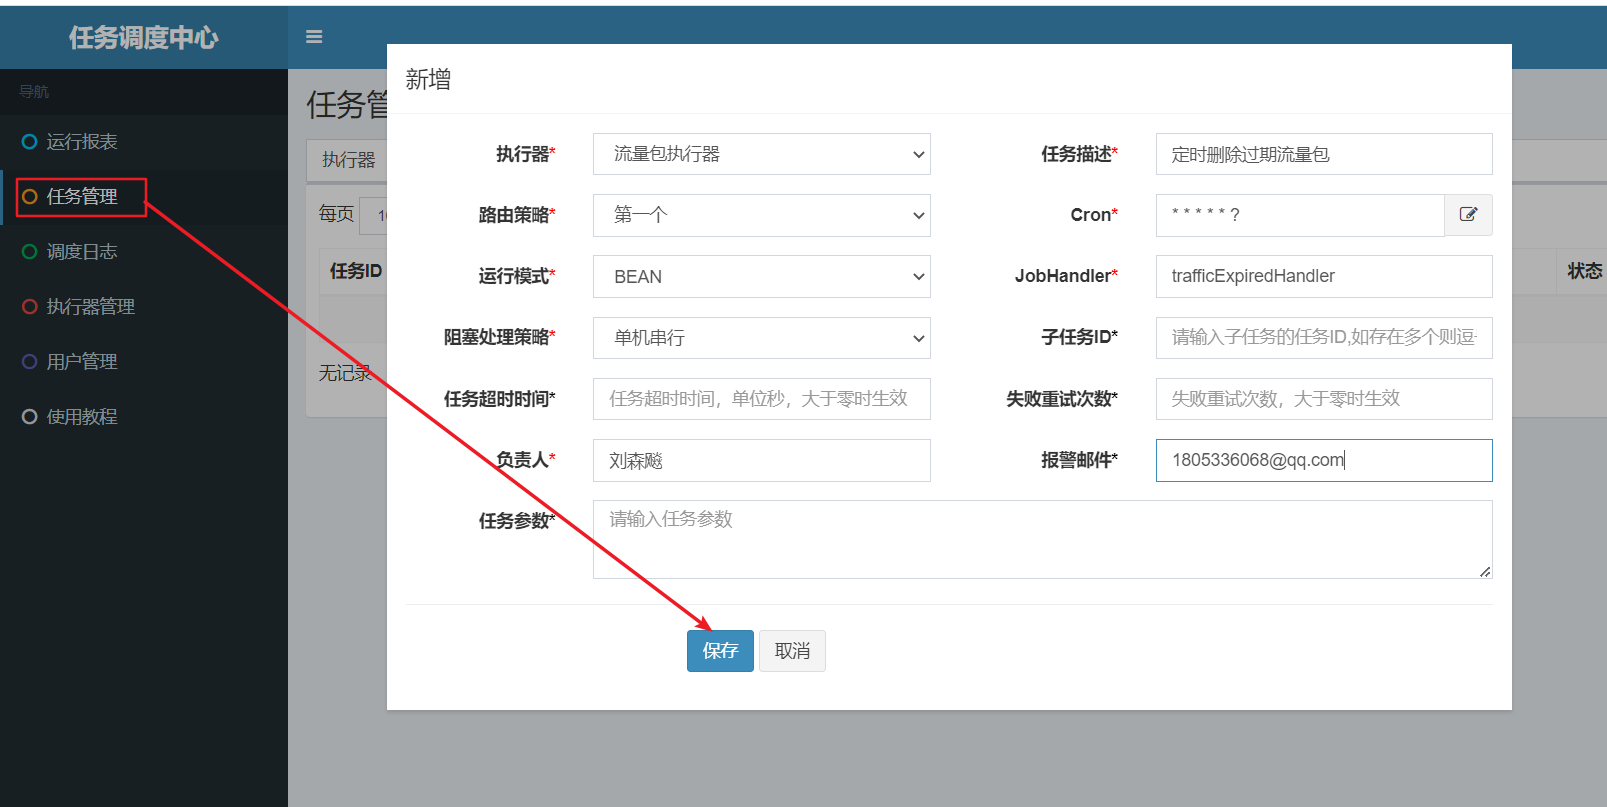 任务调度中心
导航
运行报表
任务管理
调度日志
执行器管理
用户管理
使用教程
任务管
执行器
每页 1
任务ID
状态
无记录
新增
执行器* 流量包执行器
任务描述* 定时删除过期流量包
路由策略* 第一个
Cron* * * * * * ?
运行模式* BEAN
JobHandler* trafficExpiredHandler
阻塞处理策略* 单机串行
子任务ID* 请输入子任务的任务ID,如存在多个则逗
任务超时时间* 任务超时时间，单位秒，大于零时生效
失败重试次数* 失败重试次数，大于零时生效
负责人* 刘森飚
报警邮件* 1805336068@qq.com
任务参数* 请输入任务参数
保存 取消